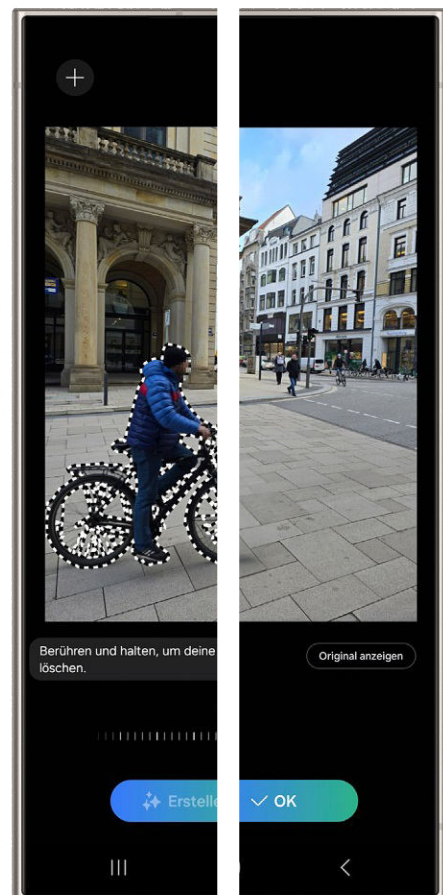 Berühren und halten, um deine
löschen.
Original anzeigen
Erstelle
OK